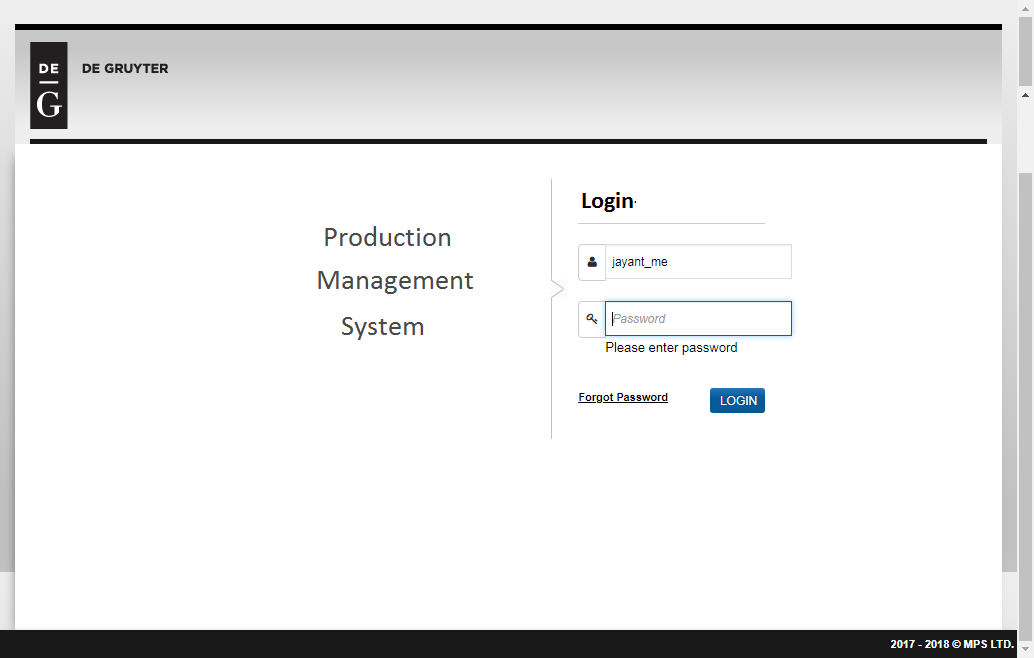 DE
G
DE GRUYTER
Production
Management
System
Login
jayant_me
Password
Please enter password
Forgot Password
LOGIN
2017 - 2018 © MPS LTD.